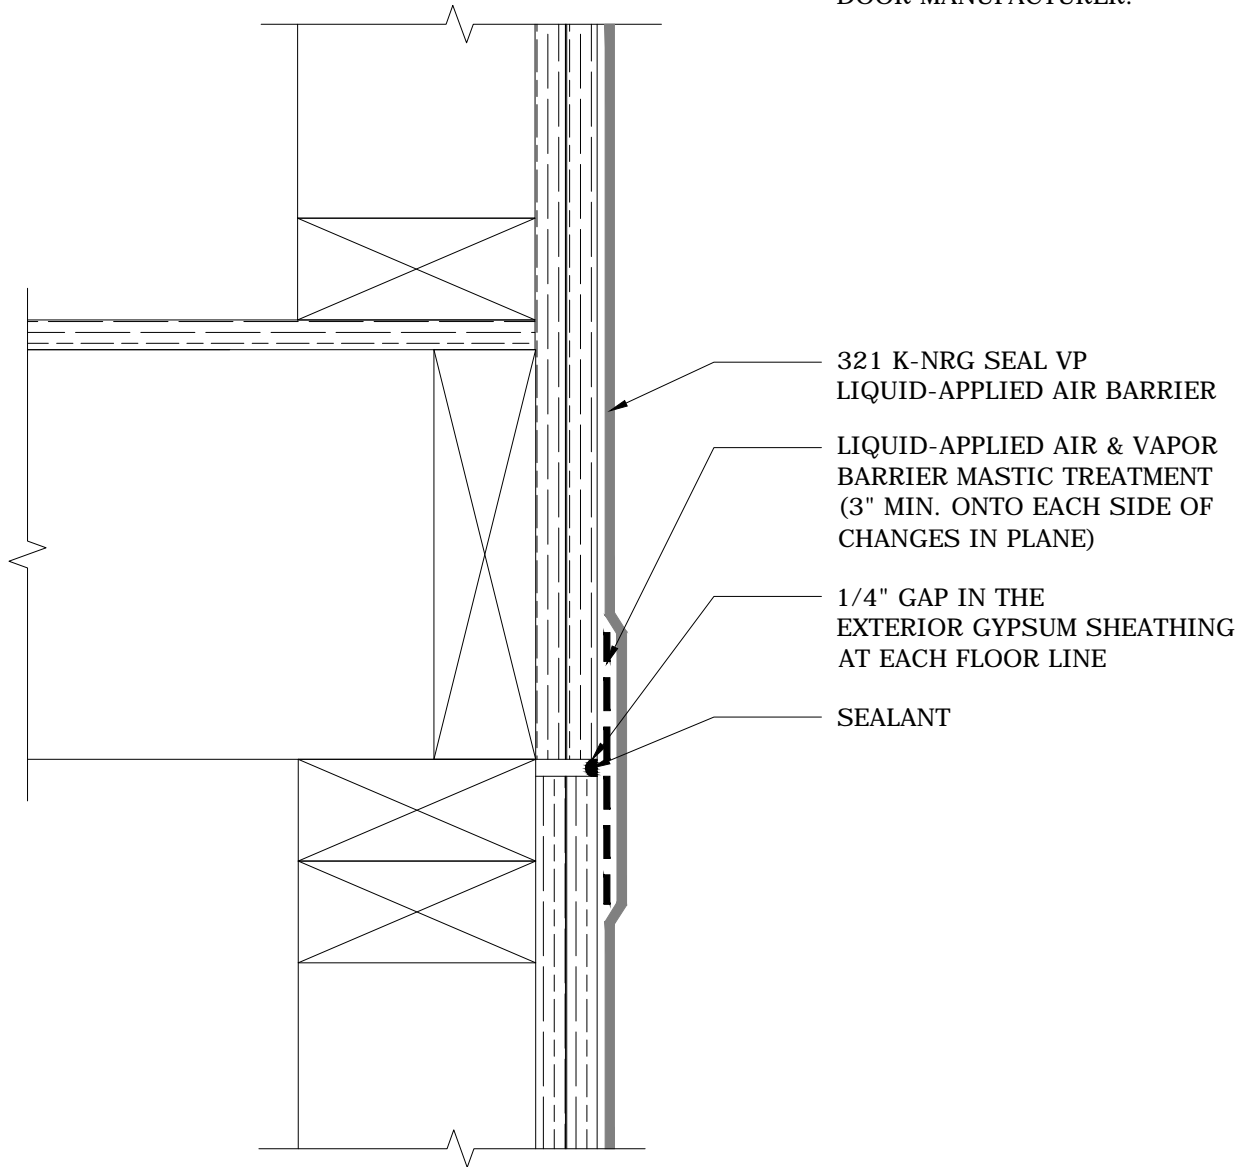 DOOR MANUFACTURER.
321 K-NRG SEAL VP
LIQUID-APPLIED AIR BARRIER
LIQUID-APPLIED AIR & VAPOR
BARRIER MASTIC TREATMENT
(3" MIN. ONTO EACH SIDE OF
CHANGES IN PLANE)
1/4" GAP IN THE
EXTERIOR GYPSUM SHEATHING
AT EACH FLOOR LINE
SEALANT